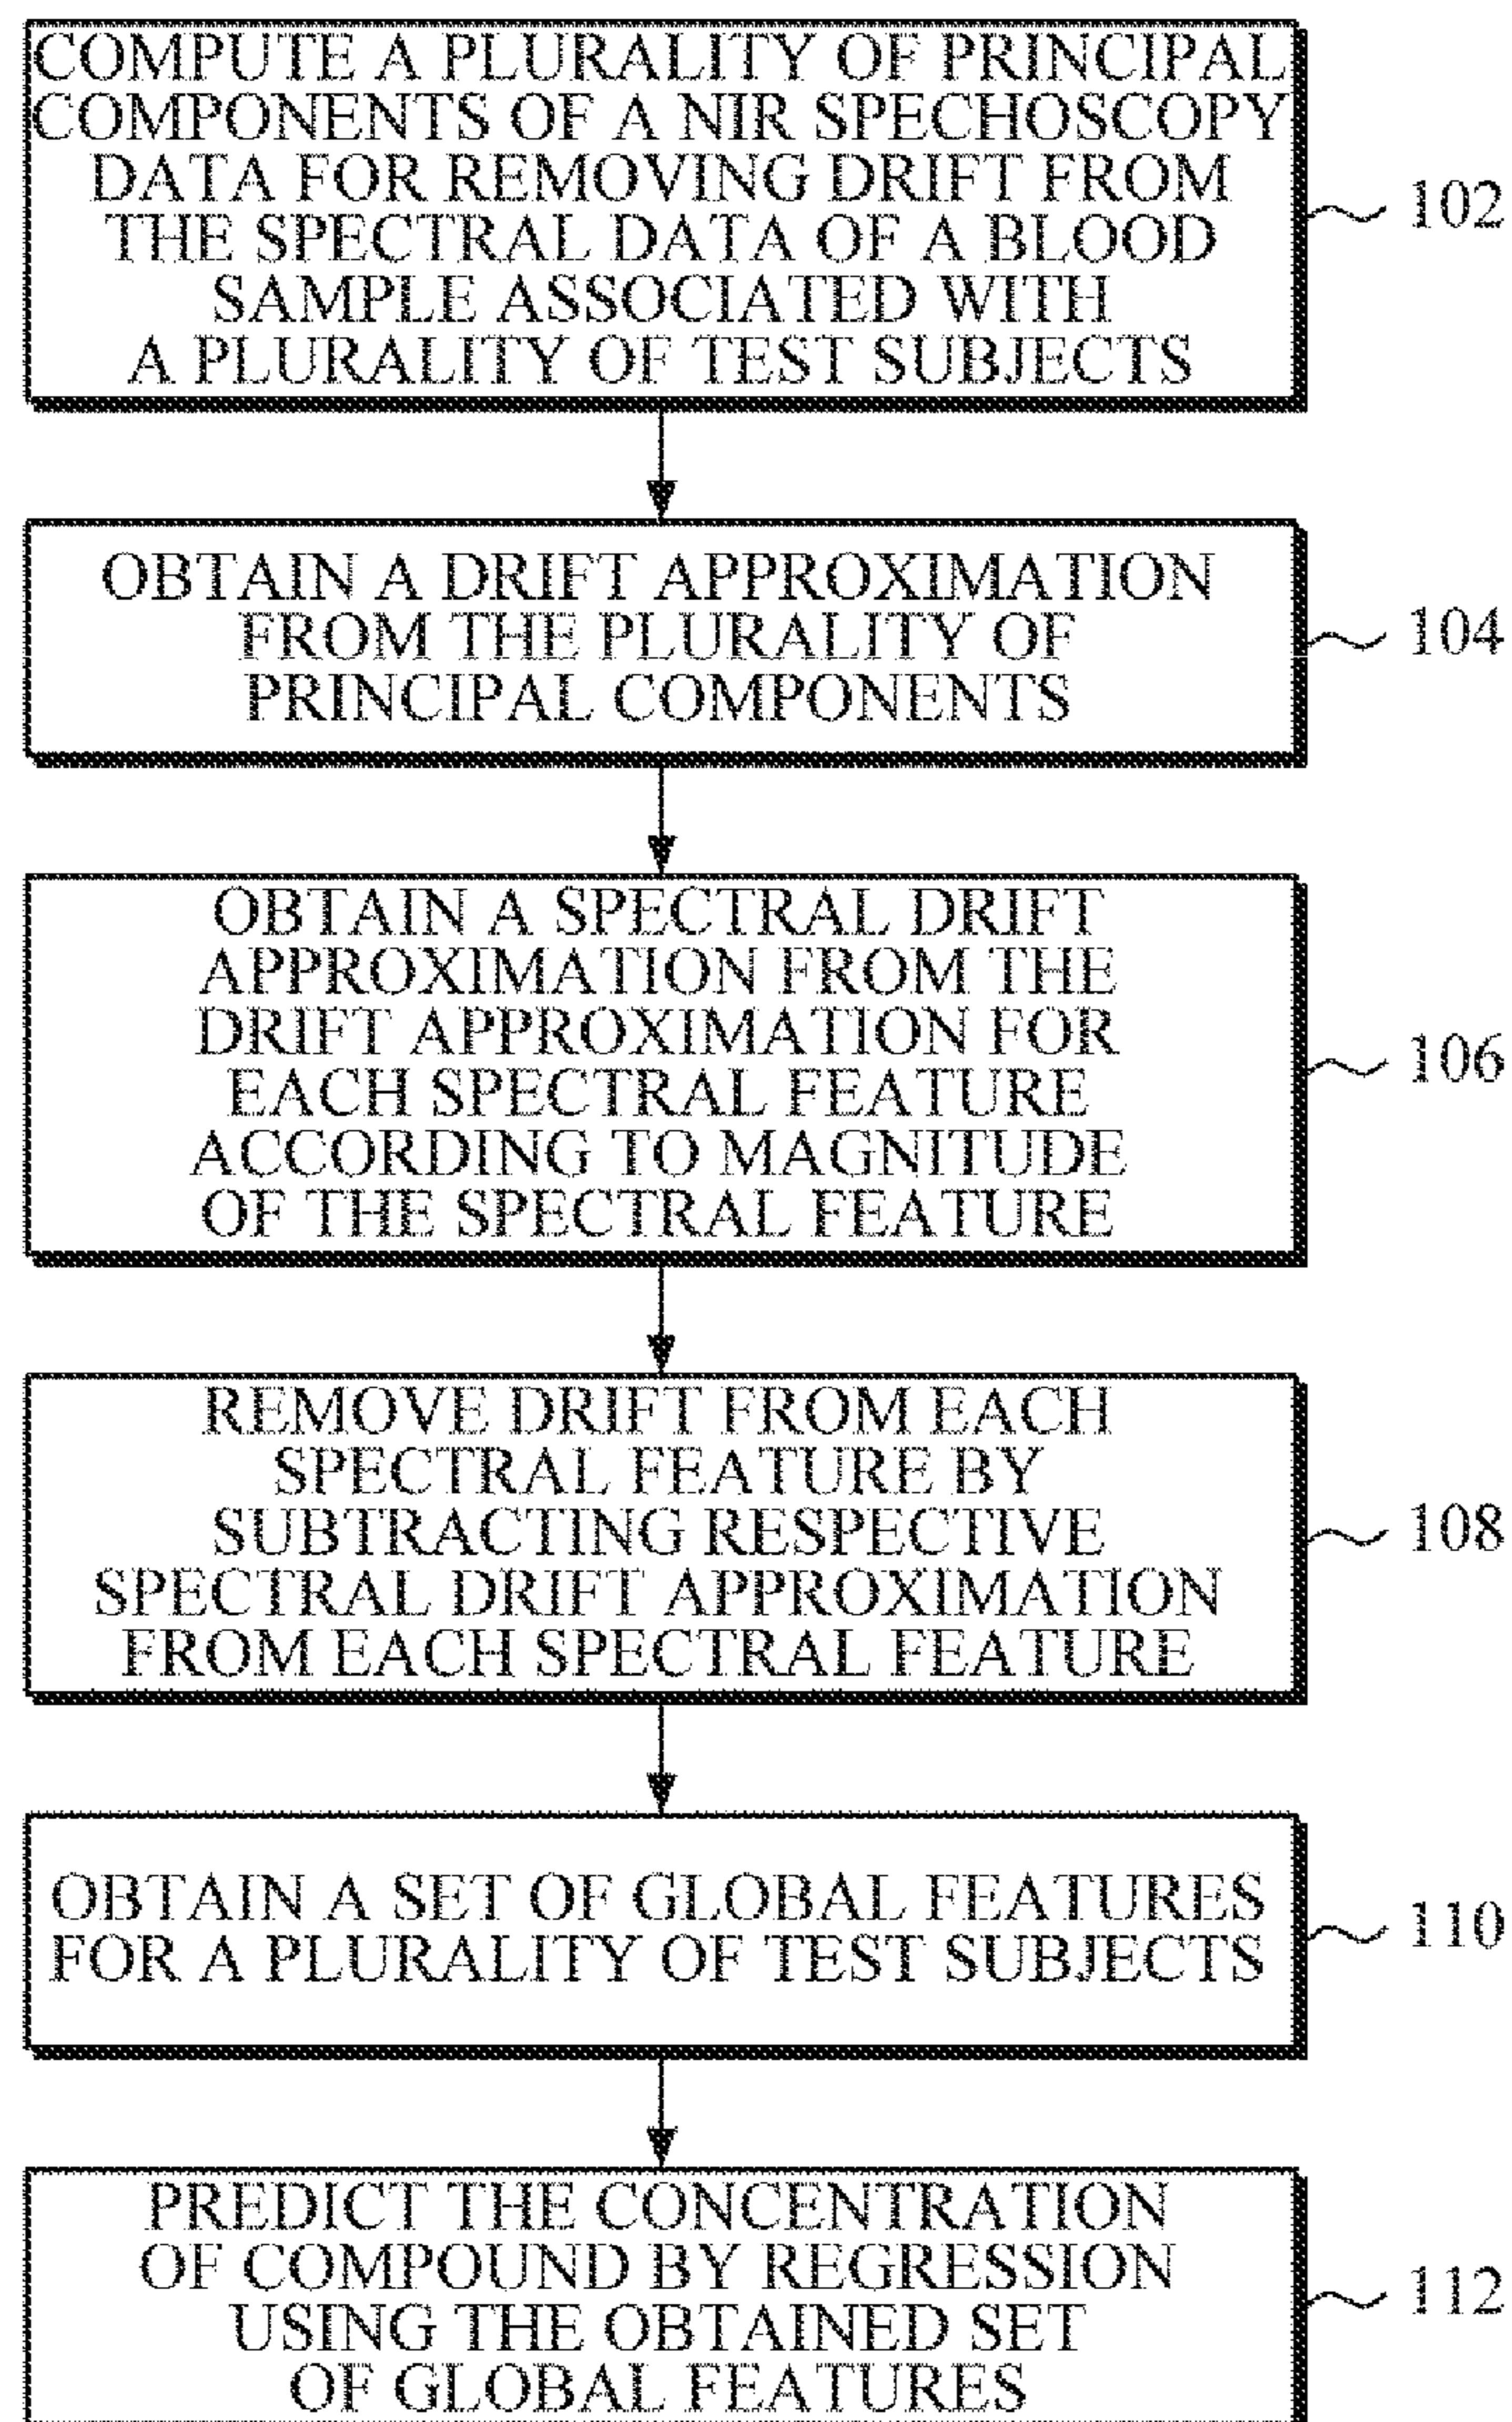 COMPUTE A PLURALITY OF PRINCIPAL
COMPONENTS OF A NIR SPECHOSCOPY
DATA FOR REMOVING DRIFT FROM
THE SPECTRAL DATA OF A BLOOD
SAMPLE ASSOCIATED WITH
A PLURALITY OF TEST SUBJECTS
102
OBTAIN A DRIFT APPROXIMATION
FROM THE PLURALITY OF
PRINCIPAL COMPONENTS
104
OBTAIN A SPECTRAL DRIFT
APPROXIMATION FROM THE
DRIFT APPROXIMATION FOR
EACH SPECTRAL FEATURE
ACCORDING TO MAGNITUDE
OF THE SPECTRAL FEATURE
106
REMOVE DRIFT FROM EACH
SPECTRAL FEATURE BY
SUBTRACTING RESPECTIVE
SPECTRAL DRIFT APPROXIMATION
FROM EACH SPECTRAL FEATURE
108
OBTAIN A SET OF GLOBAL FEATURES
FOR A PLURALITY OF TEST SUBJECTS
110
PREDICT THE CONCENTRATION
OF COMPOUND BY REGRESSION
USING THE OBTAINED SET
OF GLOBAL FEATURES
112